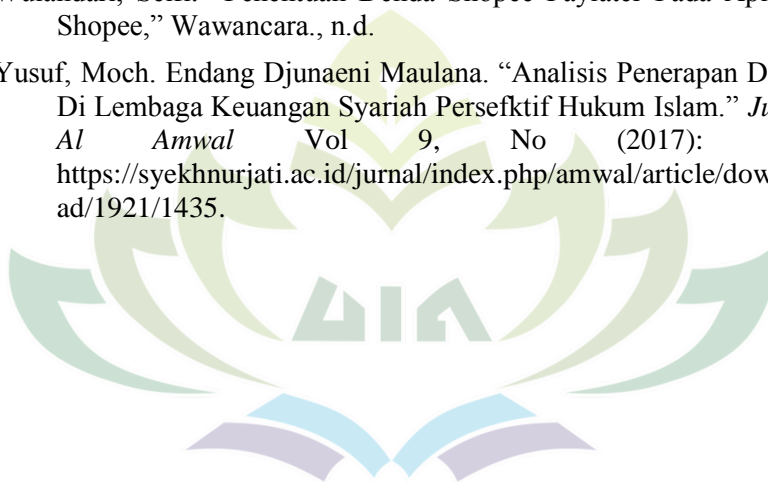 Shopee,” Wawancara., n.d.
Yusuf, Moch. Endang Djunaeni Maulana. “Analisis Penerapan D
Di Lembaga Keuangan Syariah Persefktif Hukum Islam.” Ju
Al Amwal Vol 9, No (2017):
https://syekhnurjati.ac.id/jurnal/index.php/amwal/article/dow
ad/1921/1435.
UIN